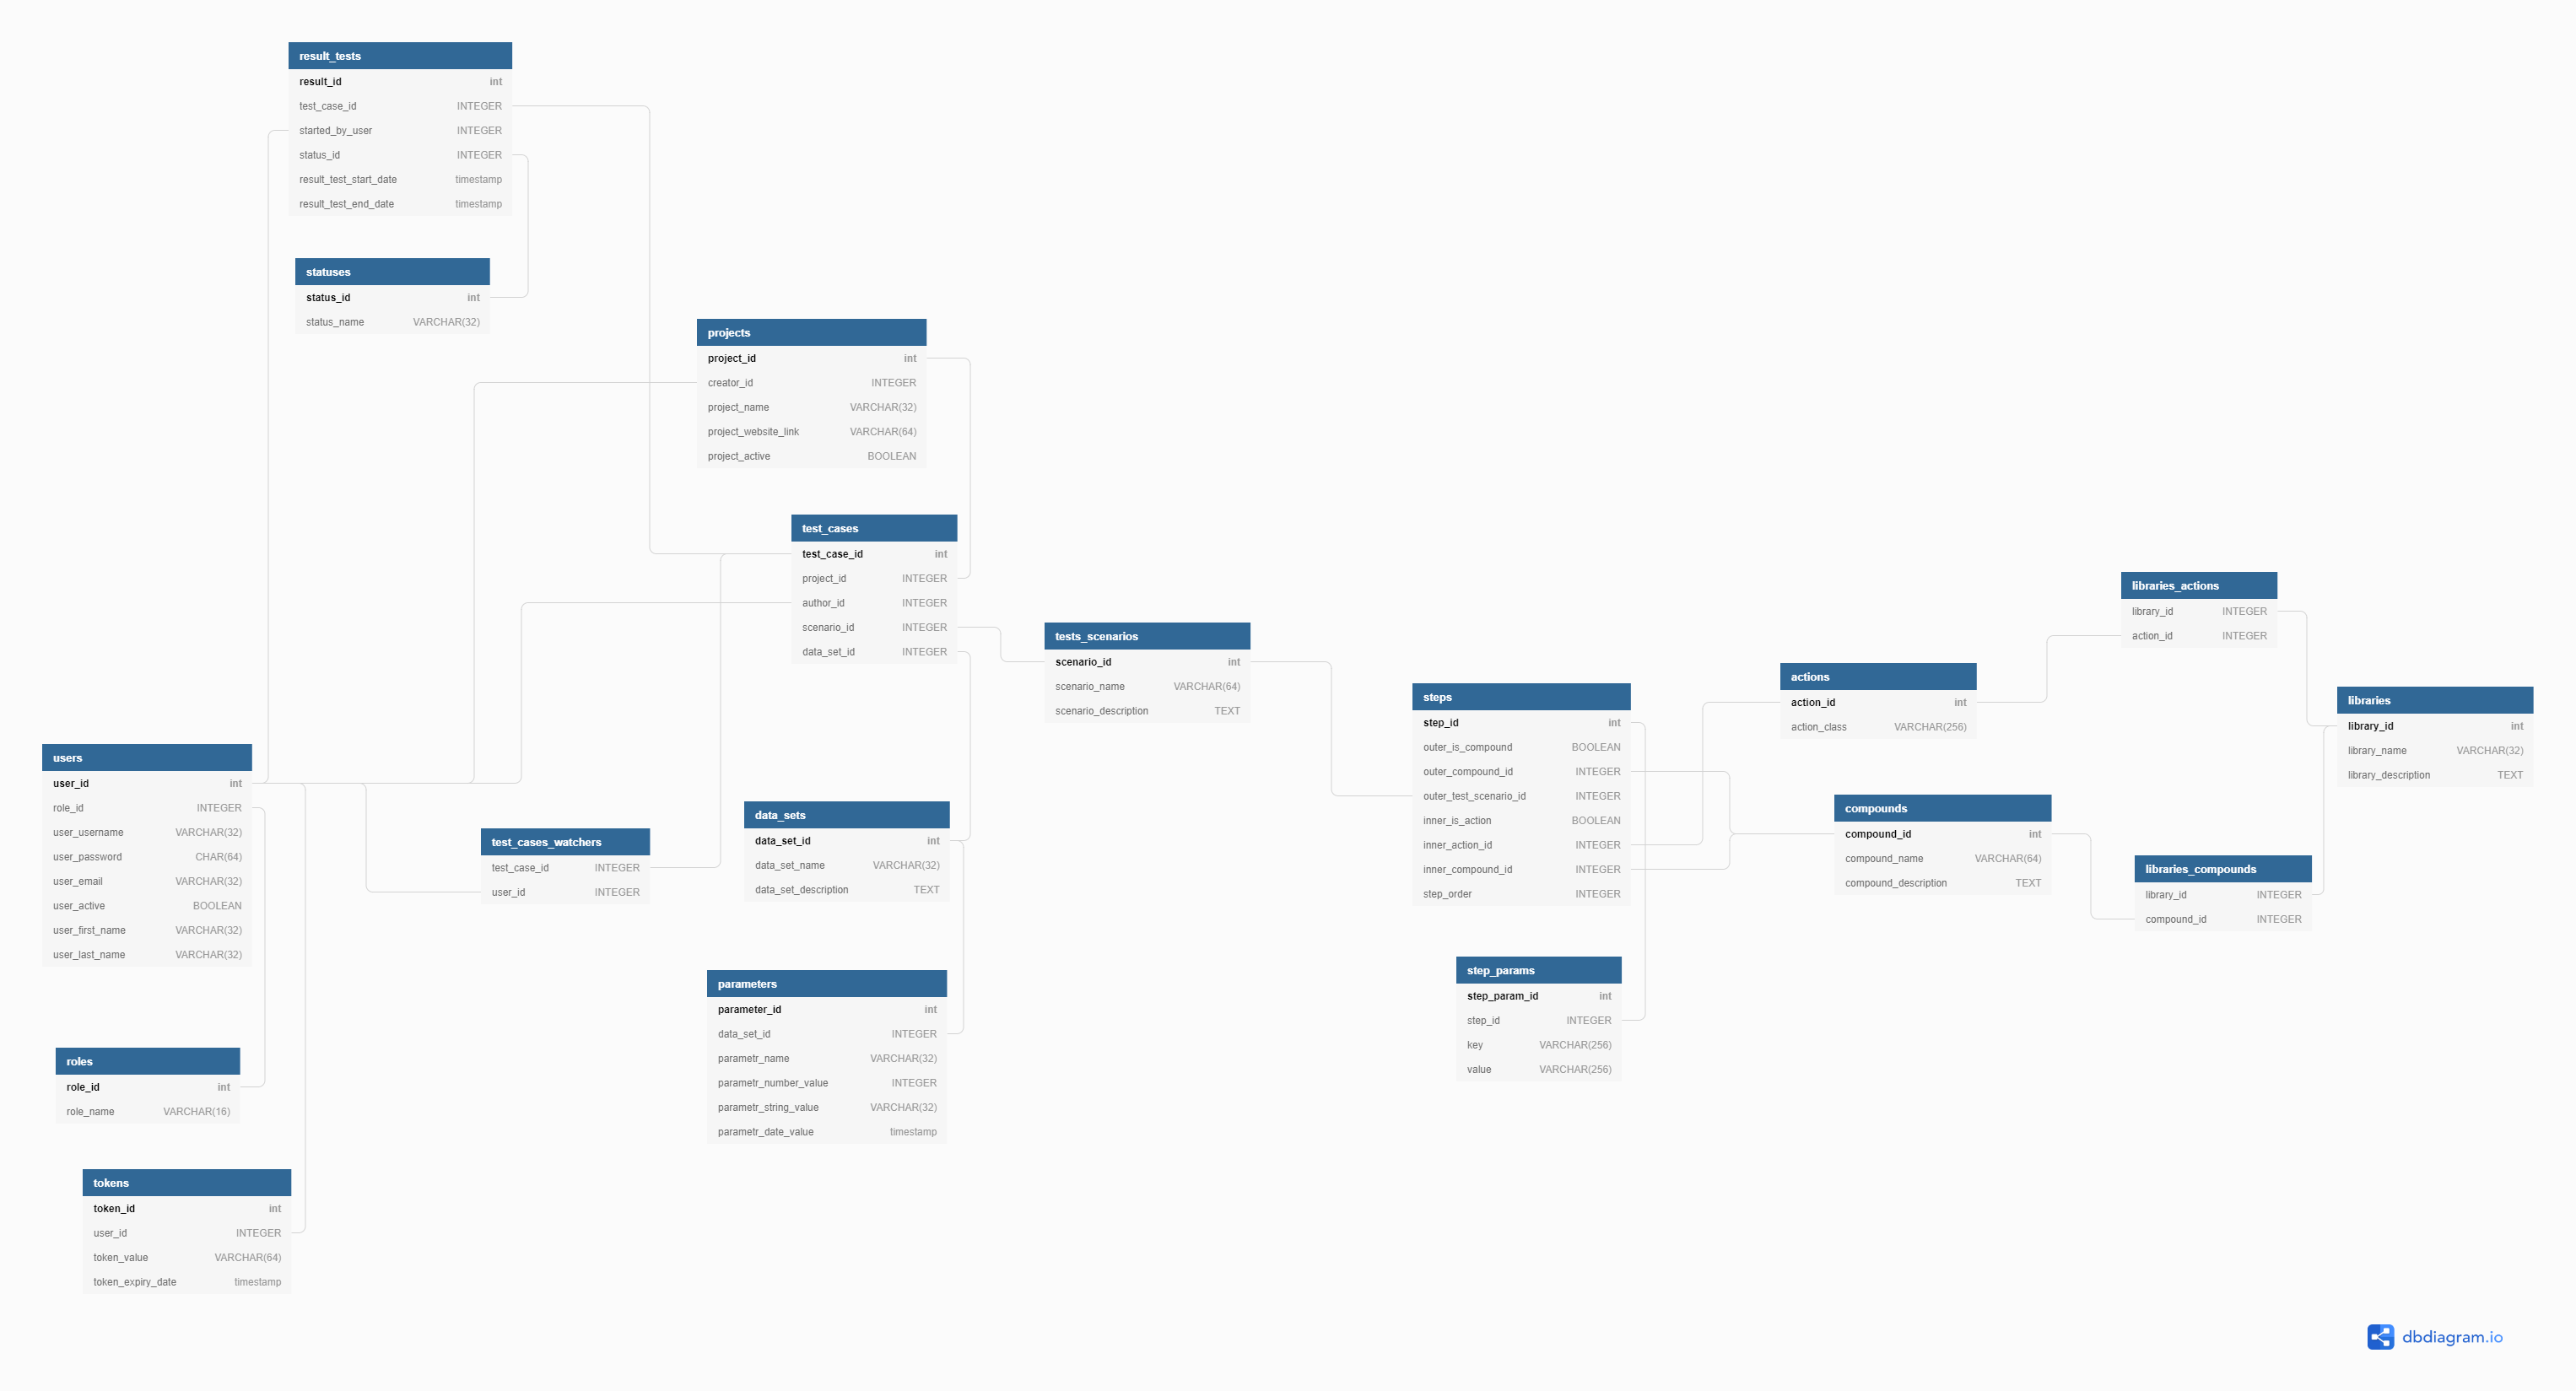 result_tests
result_id int
test_case_id INTEGER
started_by_user INTEGER
status_id INTEGER
result_test_start_date timestamp
result_test_end_date timestamp
statuses
status_id int
status_name VARCHAR(32)
projects
project_id int
creator_id INTEGER
project_name VARCHAR(32)
project_website_link VARCHAR(64)
project_active BOOLEAN
test_cases
test_case_id int
project_id INTEGER
author_id INTEGER
scenario_id INTEGER
data_set_id INTEGER
users
user_id int
role_id INTEGER
user_username VARCHAR(32)
user_password CHAR(64)
user_email VARCHAR(32)
user_active BOOLEAN
user_first_name VARCHAR(32)
user_last_name VARCHAR(32)
roles
role_id int
role_name VARCHAR(16)
tokens
token_id int
user_id INTEGER
token_value VARCHAR(64)
token_expiry_date timestamp
test_cases_watchers
test_case_id INTEGER
user_id INTEGER
data_sets
data_set_id int
data_set_name VARCHAR(32)
data_set_description TEXT
parameters
parameter_id int
data_set_id INTEGER
parametr_name VARCHAR(32)
parametr_number_value INTEGER
parametr_string_value VARCHAR(32)
parametr_date_value timestamp
tests_scenarios
scenario_id int
scenario_name VARCHAR(64)
scenario_description TEXT
steps
step_id int
outer_is_compound BOOLEAN
outer_compound_id INTEGER
outer_test_scenario_id INTEGER
inner_is_action BOOLEAN
inner_action_id INTEGER
inner_compound_id INTEGER
step_order INTEGER
step_params
step_param_id int
step_id INTEGER
key VARCHAR(256)
value VARCHAR(256)
actions
action_id int
action_class VARCHAR(256)
compounds
compound_id int
compound_name VARCHAR(64)
compound_description TEXT
libraries_actions
library_id INTEGER
action_id INTEGER
libraries
library_id int
library_name VARCHAR(32)
library_description TEXT
libraries_compounds
library_id INTEGER
compound_id INTEGER
dbdiagram.io